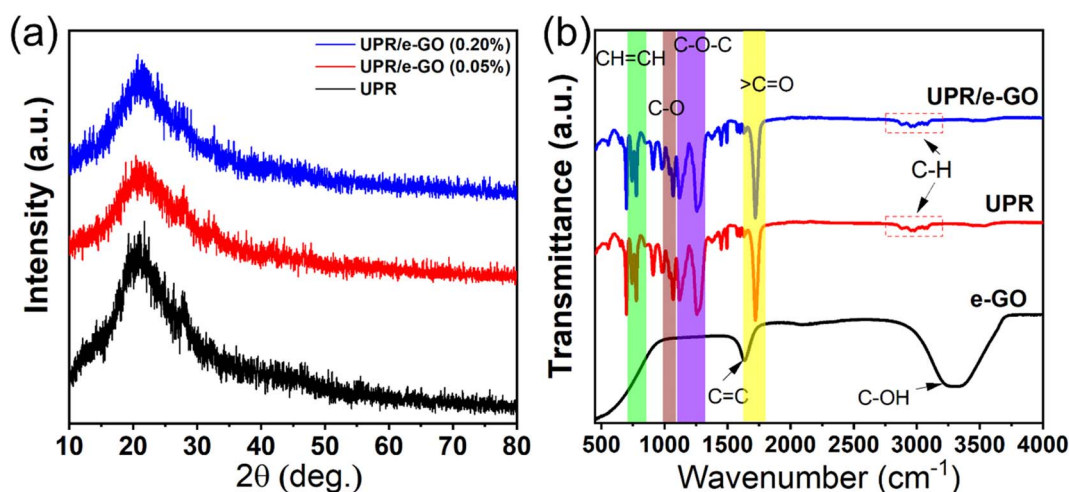 (a)
UPR/e-GO (0.20%)
UPR/e-GO (0.05%)
UPR
Intensity (a.u.)
10 20 30 40 50 60 70 80
2θ (deg.)
(b)
CH=CH
C-O-C
C-O
>C=O
UPR/e-GO
C-H
UPR
e-GO
C=C
C-OH
Transmittance (a.u.)
500 1000 1500 2000 2500 3000 3500 4000
Wavenumber (cm⁻¹)